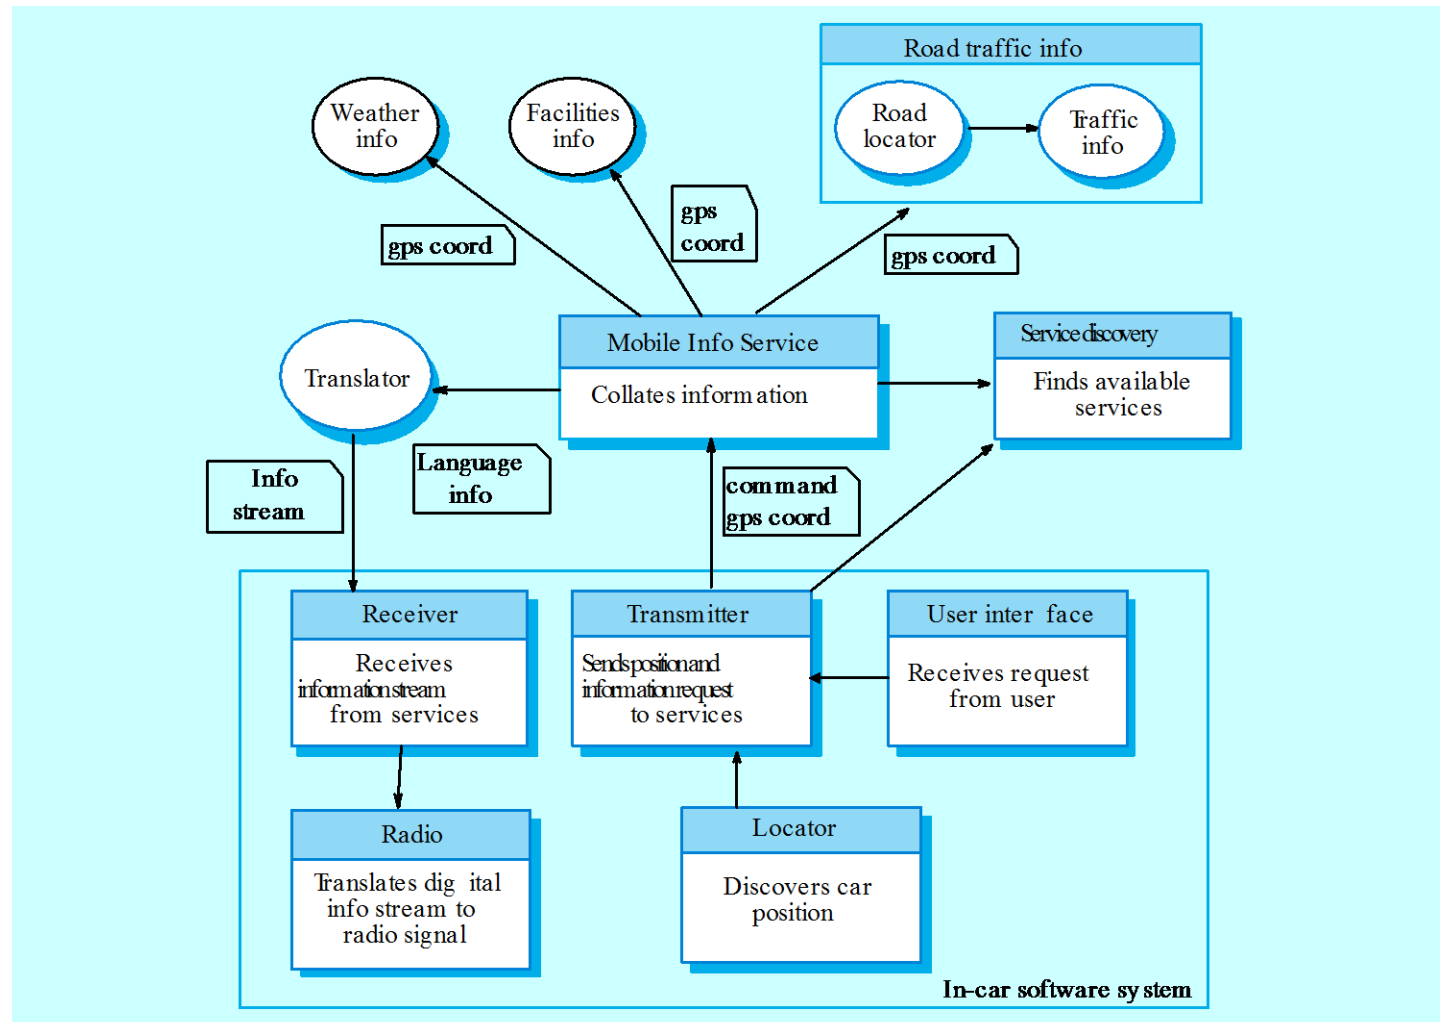 Road traffic info
Weather
info
Facilities
info
Road
locator
Traffic
info
gps
coord
gps coord
gps coord
Mobile Info Service
Collates information
Service discovery
Finds available
services
Translator
Language
info
Info
stream
command
gps coord
Receiver
Receives
information stream
from services
Transmitter
Sends position and
information request
to services
User inter face
Receives request
from user
Radio
Translates dig ital
info stream to
radio signal
Locator
Discovers car
position
In-car software system